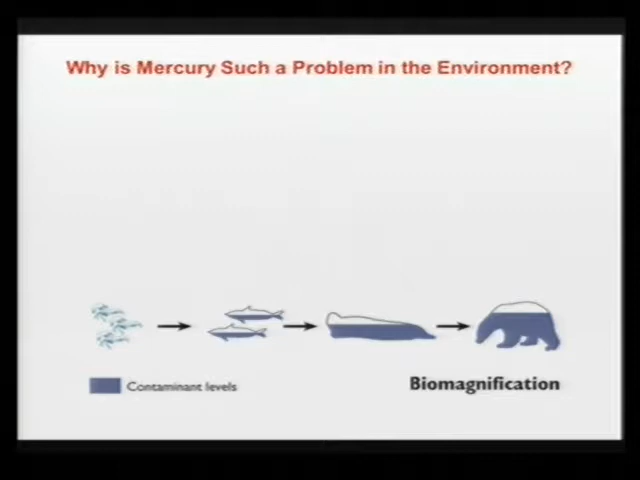 Why is Mercury Such a Problem in the Environment?
Contaminant levels
Biomagnification